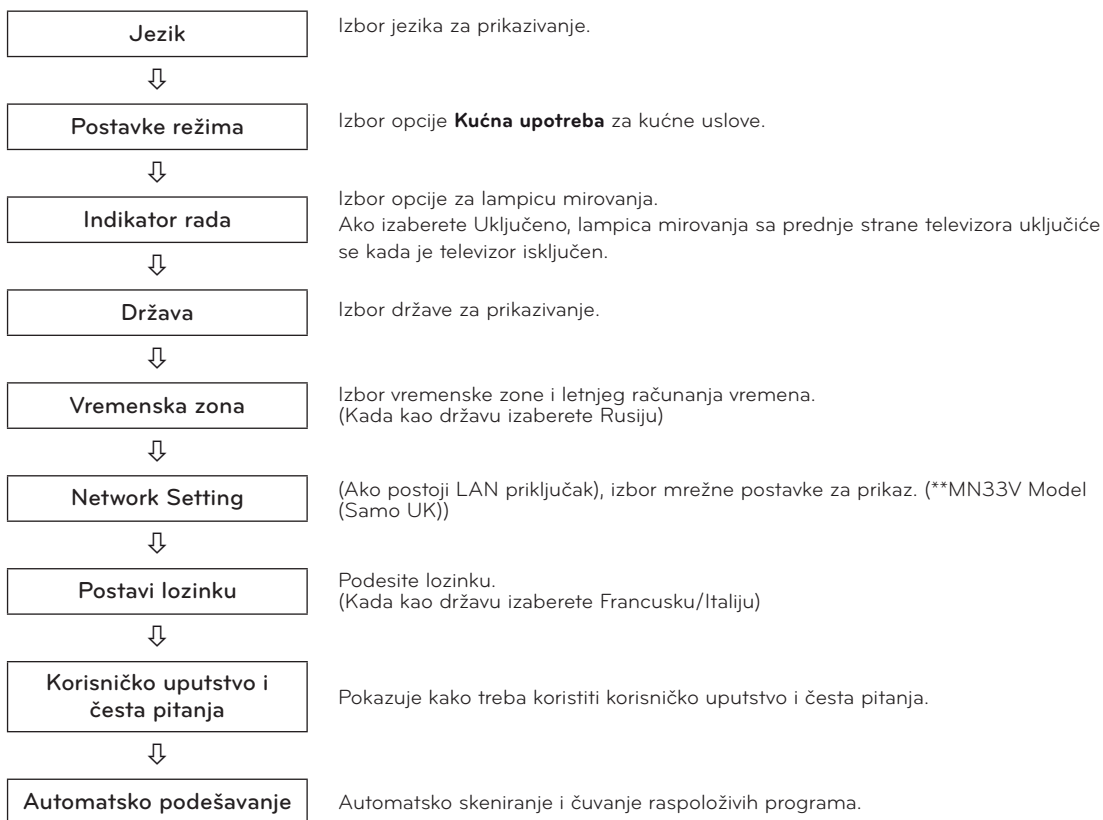 Jezik
Izbor jezika za prikazivanje.
Postavke režima
Izbor opcije Kućna upotreba za kućne uslove.
Indikator rada
Izbor opcije za lampicu mirovanja.
Ako izaberete Uključeno, lampica mirovanja sa prednje strane televizora uključiće
se kada je televizor isključen.
Država
Izbor države za prikazivanje.
Vremenska zona
Izbor vremenske zone i letnjeg računanja vremena.
(Kada kao državu izaberete Rusiju)
Network Setting
(Ako postoji LAN priključak), izbor mrežne postavke za prikaz. (**MN33V Model
(Samo UK))
Postavi lozinku
Podesite lozinku.
(Kada kao državu izaberete Francusku/Italiju)
Korisničko uputstvo i
česta pitanja
Pokazuje kako treba koristiti korisničko uputstvo i česta pitanja.
Automatsko podešavanje
Automatsko skeniranje i čuvanje raspoloživih programa.